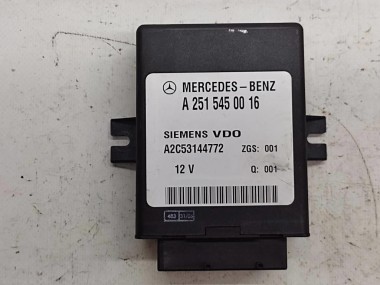 MERCEDES-BENZ
A 251 545 00 16
SIEMENS VDO
A2C53144772 ZGS: 001
12 V Q: 001